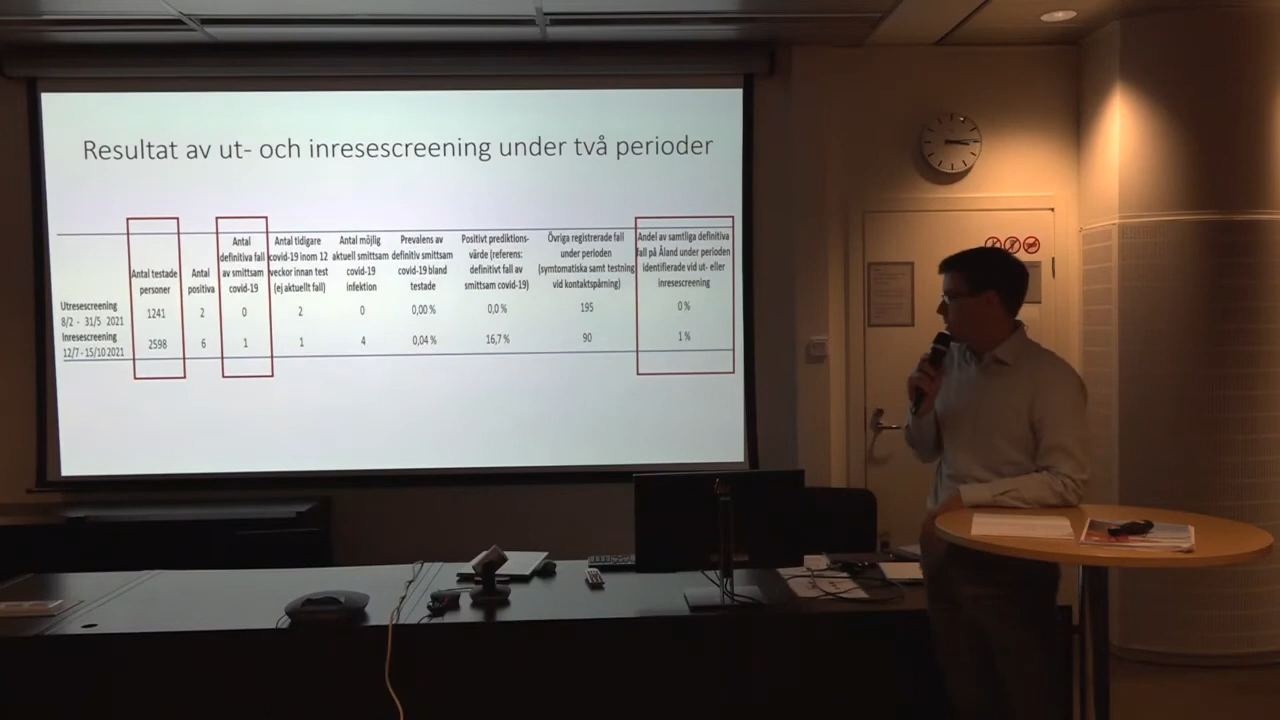 Resultat av ut- och inresescreening under två perioder
Antal testade
personer
Antal
positiva
Antal
definitiva fall
av smittsam
covid-19
Antal tidigare
covid-19 inom 12
veckor innan test
(ej aktuellt fall)
Antal möjlig
aktuell smittsam
covid-19
infektion
Prevalens av
definitiv smittsam
covid-19 bland
testade
Positivt prediktions-
värde (referens:
definitivt fall av
smittsam covid-19)
Övriga registrerade fall
under perioden
(symtomatiska samt testning
vid kontaktspårning)
Andel av samtliga definitiva
fall på Åland under perioden
identifierade vid ut- eller
inresescreening
Utresescreening
8/2 - 31/5 2021
1241 2 0 2 0 0,00 % 0,0 % 195 0 %
Inresescreening
12/7 - 15/10 2021
2598 6 1 1 4 0,04 % 16,7 % 90 1 %